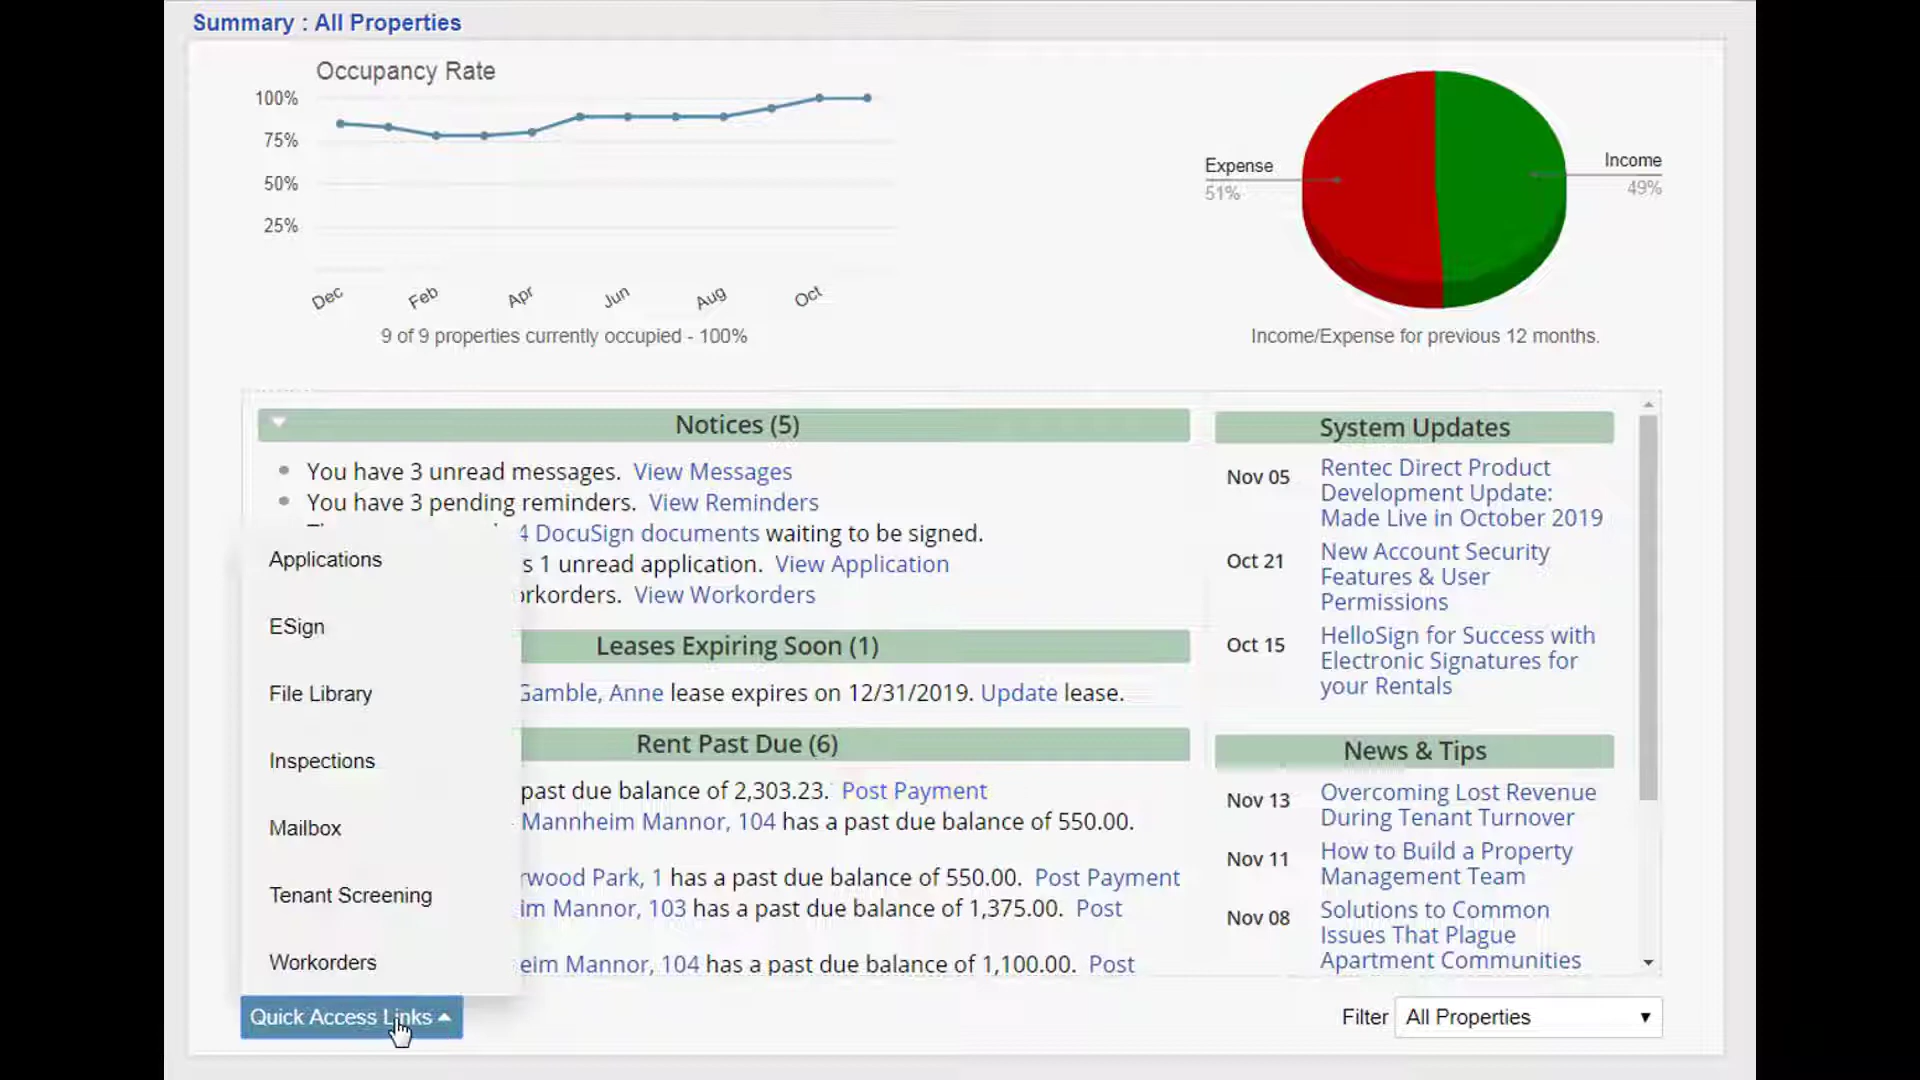 Summary : All Properties
Occupancy Rate
100%
75%
50%
25%
Dec
Feb
Apr
Jun
Aug
Oct
9 of 9 properties currently occupied - 100%
Expense
51%
Income
49%
Income/Expense for previous 12 months.
Notices (5)
You have 3 unread messages. View Messages
You have 3 pending reminders. View Reminders
4 DocuSign documents waiting to be signed.
1 unread application. View Application
View Workorders
Leases Expiring Soon (1)
Gamble, Anne lease expires on 12/31/2019. Update lease.
Rent Past Due (6)
past due balance of 2,303.23. Post Payment
Mannheim Mannor, 104 has a past due balance of 550.00.
Park, 1 has a past due balance of 550.00. Post Payment
Mannor, 103 has a past due balance of 1,375.00. Post
Mannor, 104 has a past due balance of 1,100.00. Post
Applications
ESign
File Library
Inspections
Mailbox
Tenant Screening
Workorders
Quick Access Links
System Updates
Nov 05
Rentec Direct Product
Development Update:
Made Live in October 2019
Oct 21
New Account Security
Features & User
Permissions
Oct 15
HelloSign for Success with
Electronic Signatures for
your Rentals
News & Tips
Nov 13
Overcoming Lost Revenue
During Tenant Turnover
Nov 11
How to Build a Property
Management Team
Nov 08
Solutions to Common
Issues That Plague
Apartment Communities
Filter All Properties